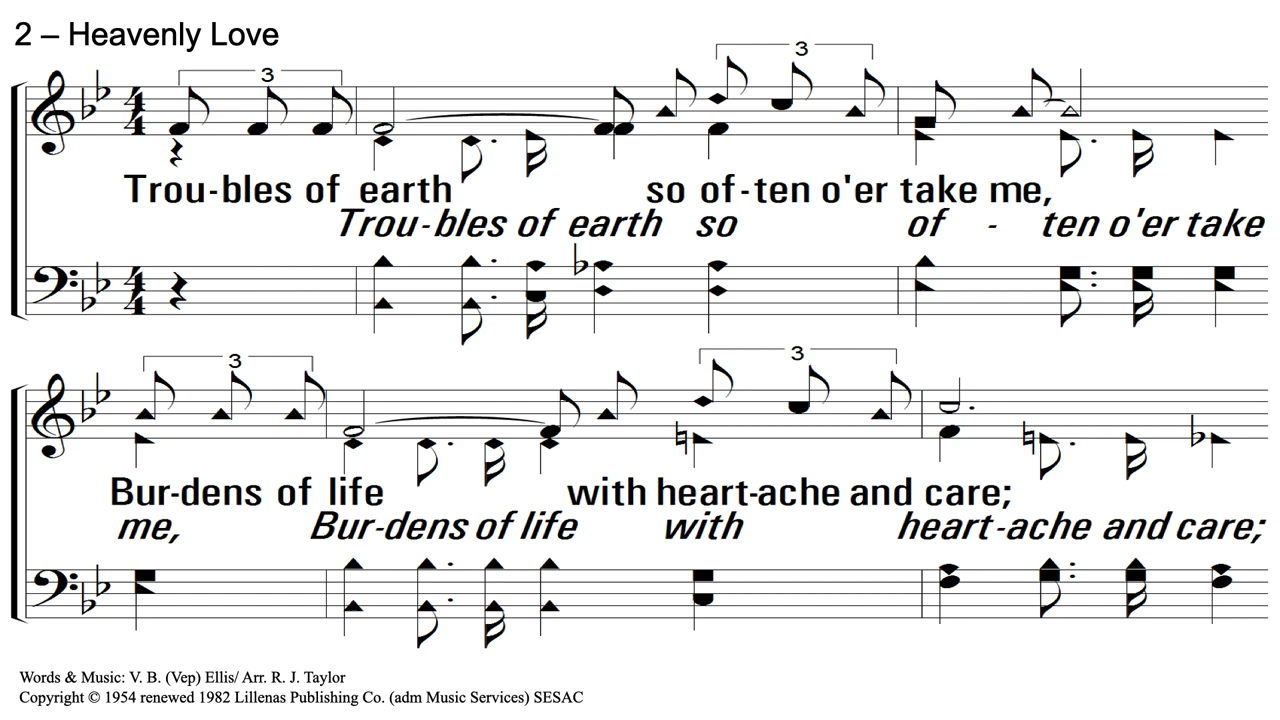 2 – Heavenly Love
3 3
Trou-bles of earth so of-ten o'er take me,
Trou-bles of earth so of - ten o'er take
3 3
Bur-dens of life with heart-ache and care;
me, Bur-dens of life with heart-ache and care;
Words & Music: V. B. (Vep) Ellis/ Arr. R. J. Taylor
Copyright © 1954 renewed 1982 Lillenas Publishing Co. (adm Music Services) SESAC